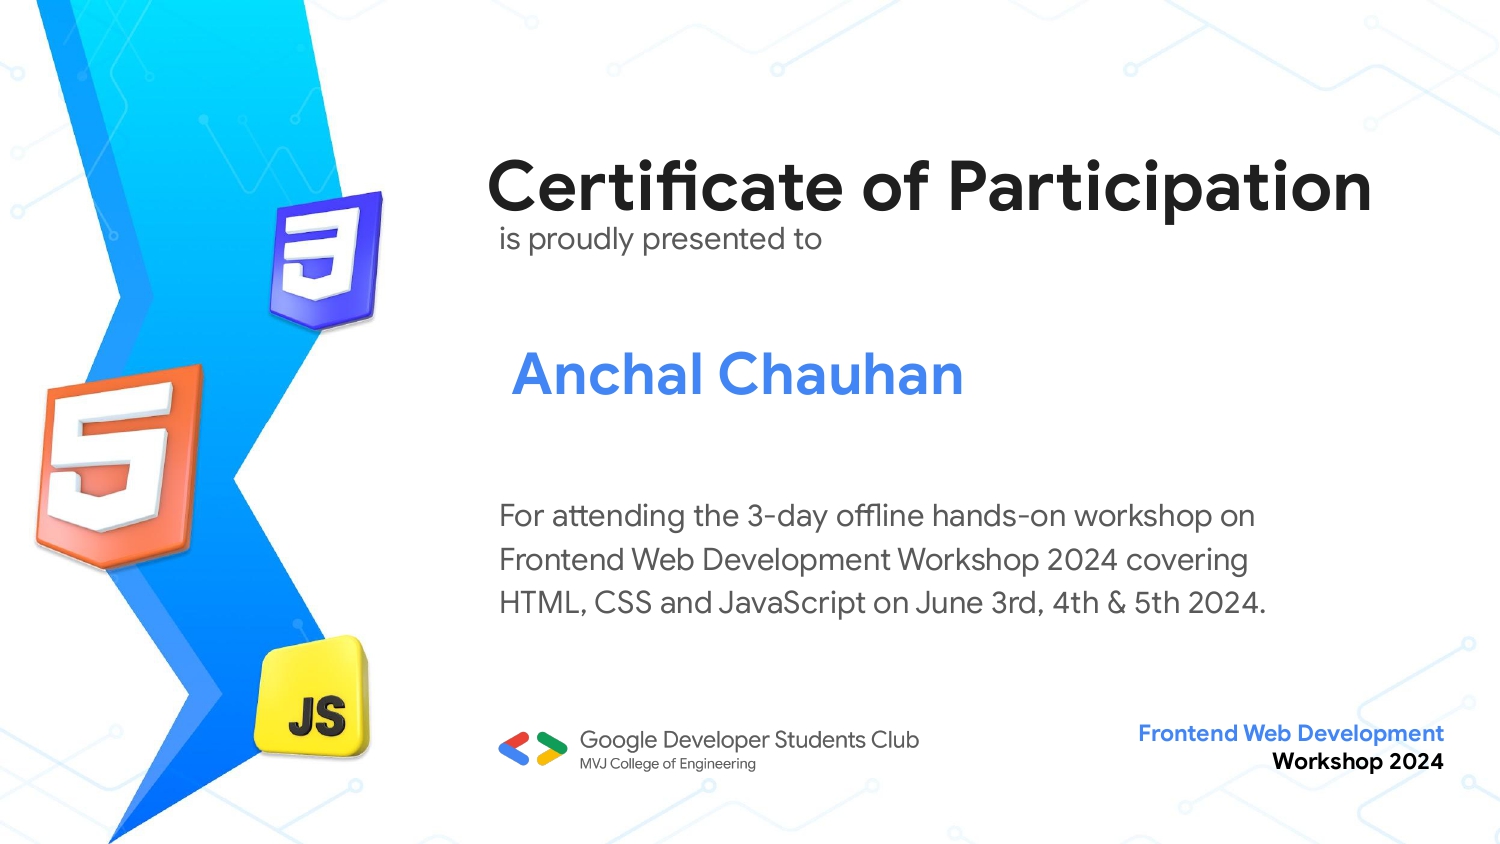 Certificate of Participation
is proudly presented to
Anchal Chauhan
For attending the 3-day offline hands-on workshop on
Frontend Web Development Workshop 2024 covering
HTML, CSS and JavaScript on June 3rd, 4th & 5th 2024.
JS
Google Developer Students Club
MVJ College of Engineering
Frontend Web Development
Workshop 2024